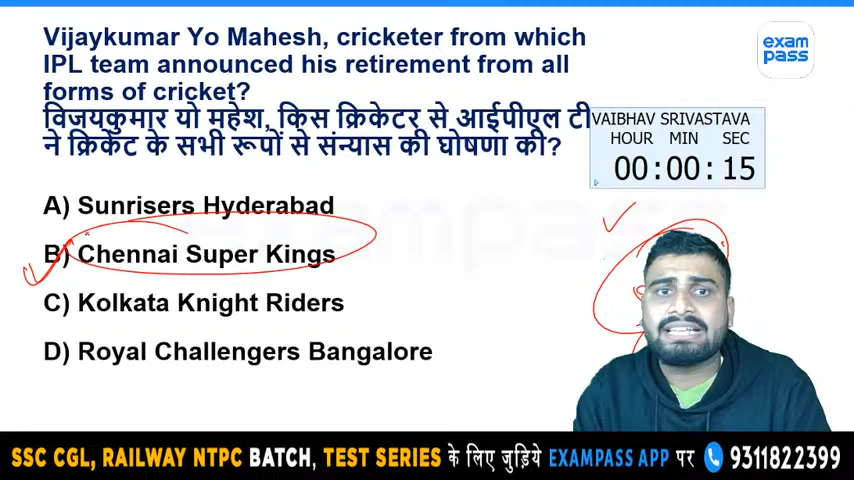 Vijaykumar Yo Mahesh, cricketer from which
IPL team announced his retirement from all
forms of cricket?
विजयकुमार यो महेश, किस क्रिकेटर से आईपीएल टी
ने क्रिकेट के सभी रूपों से संन्यास की घोषणा की?
exam
pass
VAIBHAV SRIVASTAVA
HOUR MIN SEC
00:00:15
A) Sunrisers Hyderabad
B) Chennai Super Kings
C) Kolkata Knight Riders
D) Royal Challengers Bangalore
exampass
SSC CGL, RAILWAY NTPC BATCH, TEST SERIES के लिए जुड़िये EXAMPASS APP पर 9311822399